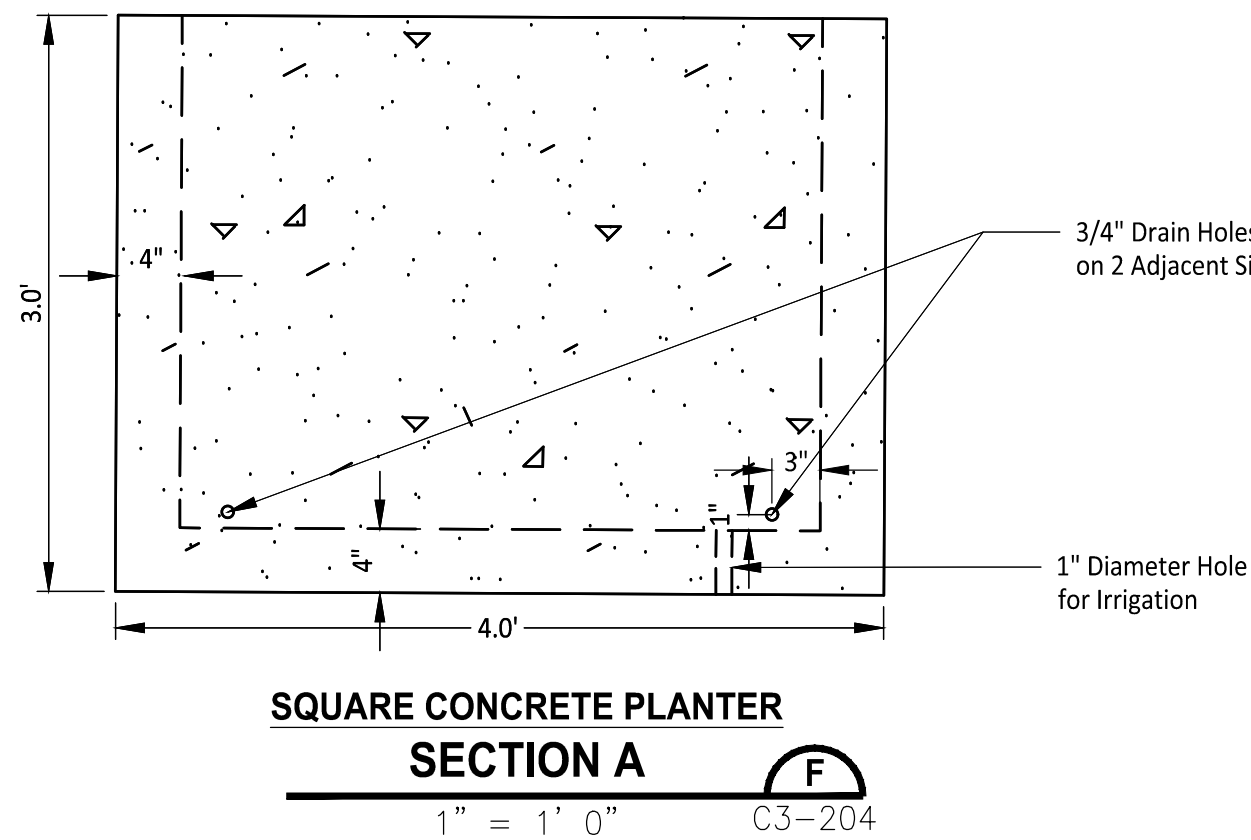 4"
3/4" Drain Holes
on 2 Adjacent
3.0'
3"
1"
4"
1" Diameter Hole
for Irrigation
4.0'
SQUARE CONCRETE PLANTER
SECTION A
F
1" = 1' 0"
C3-204